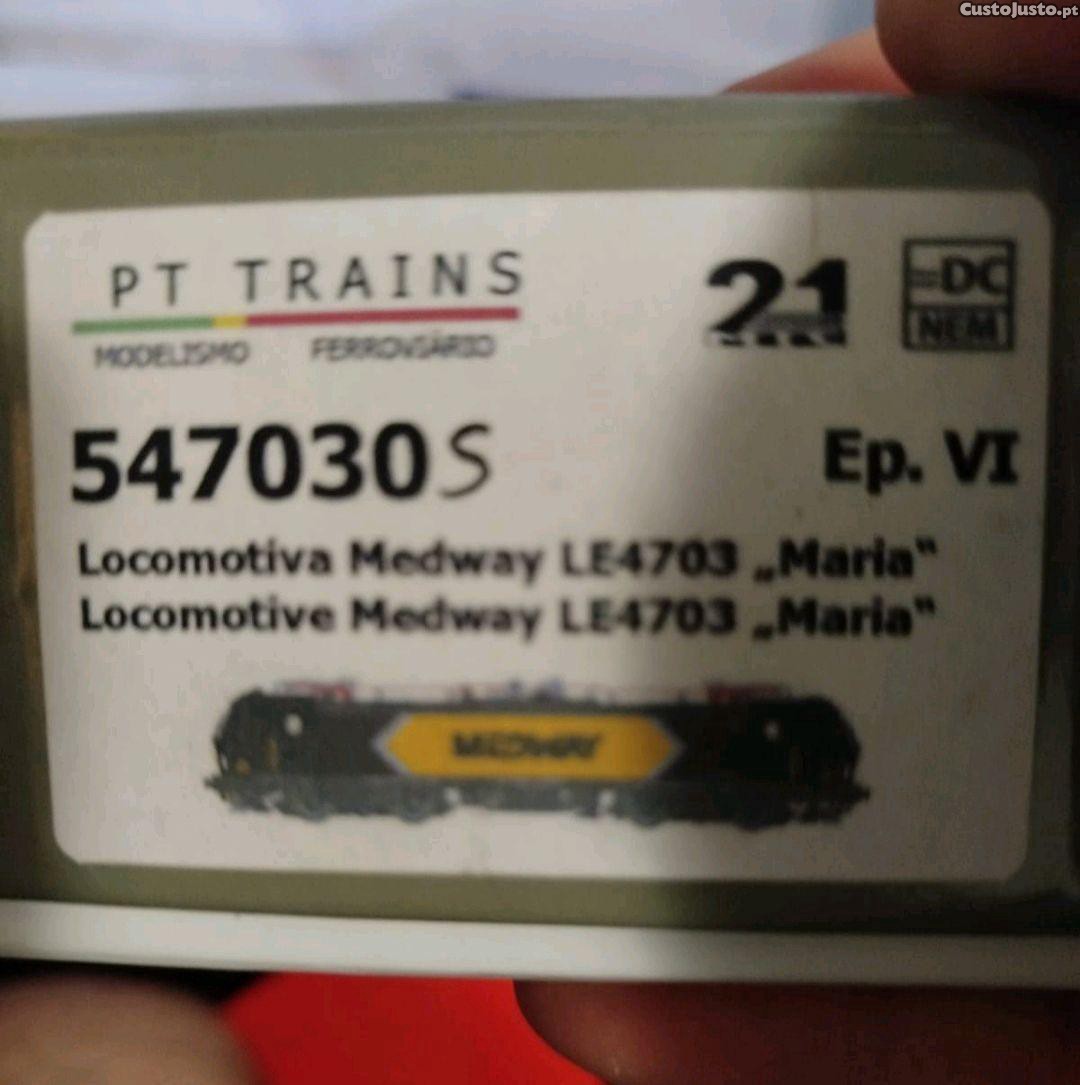 CustoJusto.pt
PT TRAINS
MODELISMO FERROVIÁRIO
21
=DC
NEM
547030S
Ep. VI
Locomotiva Medway LE4703 „Maria“
Locomotive Medway LE4703 „Maria“
MEDWAY